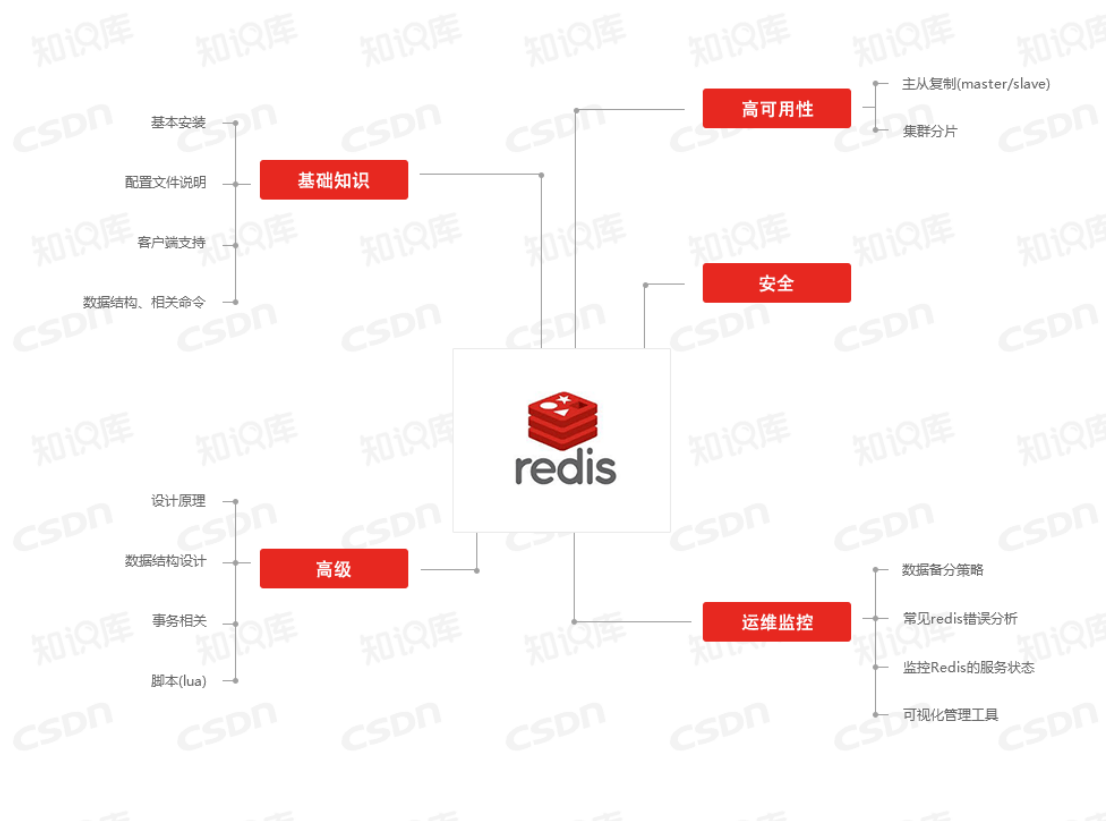 基础知识
基本安装
配置文件说明
客户端支持
数据结构、相关命令
高可用性
主从复制(master/slave)
集群分片
安全
redis
高级
设计原理
数据结构设计
事务相关
脚本(lua)
运维监控
数据备分策略
常见redis错误分析
监控Redis的服务状态
可视化管理工具
知识库
CSDN